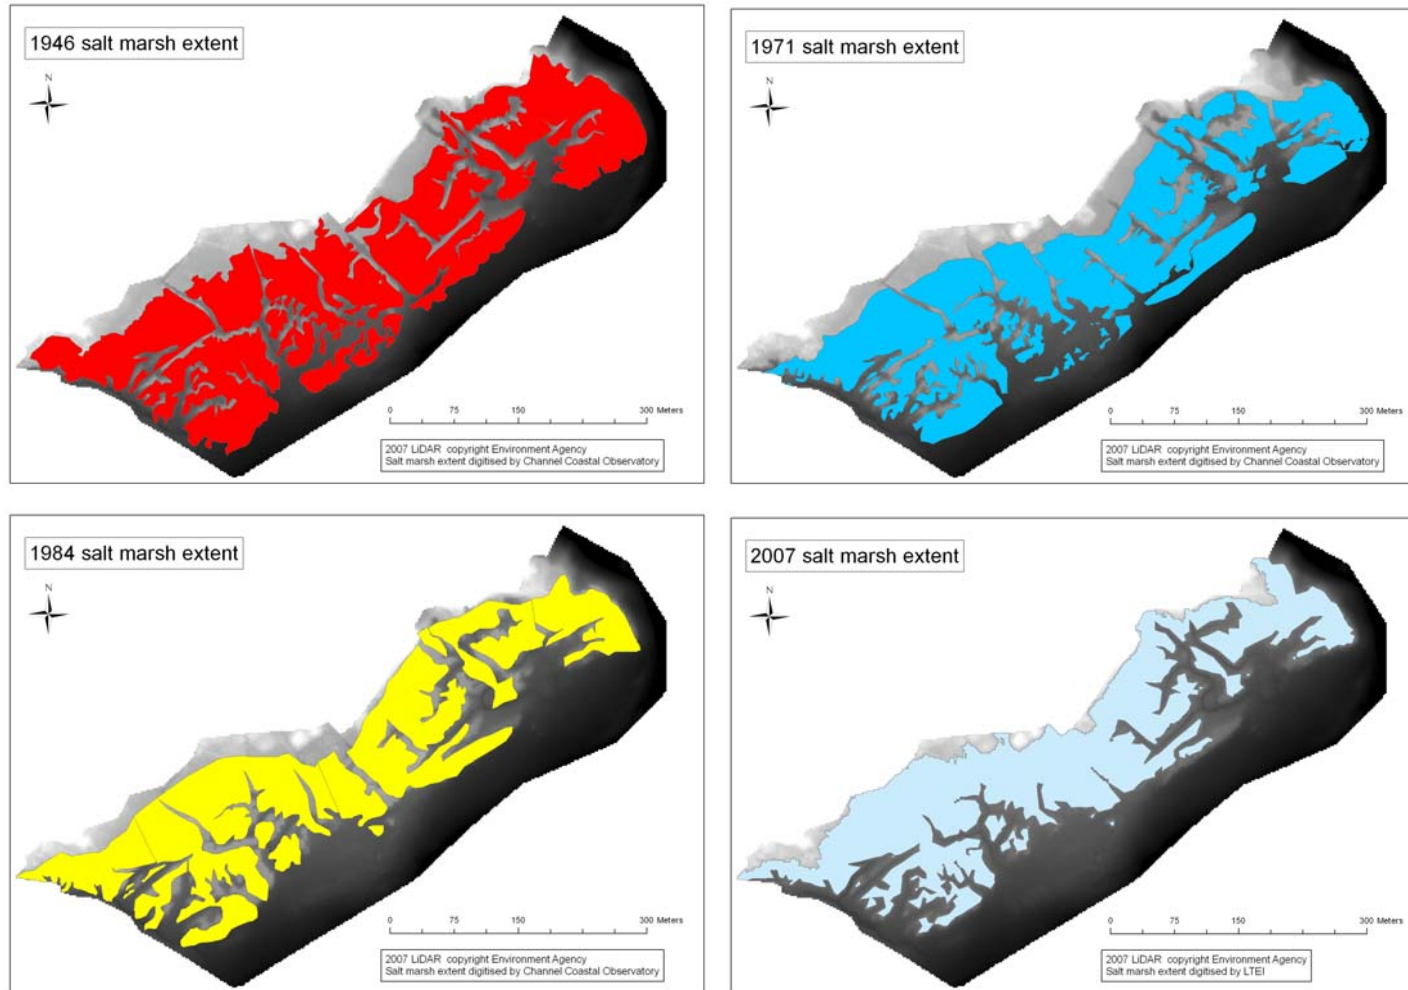 1946 salt marsh extent
N
0 75 150 300 Meters
2007 LiDAR copyright Environment Agency
Salt marsh extent digitised by Channel Coastal Observatory
1971 salt marsh extent
N
0 75 150 300 Meters
2007 LiDAR copyright Environment Agency
Salt marsh extent digitised by Channel Coastal Observatory
1984 salt marsh extent
N
0 75 150 300 Meters
2007 LiDAR copyright Environment Agency
Salt marsh extent digitised by Channel Coastal Observatory
2007 salt marsh extent
N
0 75 150 300 Meters
2007 LiDAR copyright Environment Agency
Salt marsh extent digitised by LTEI